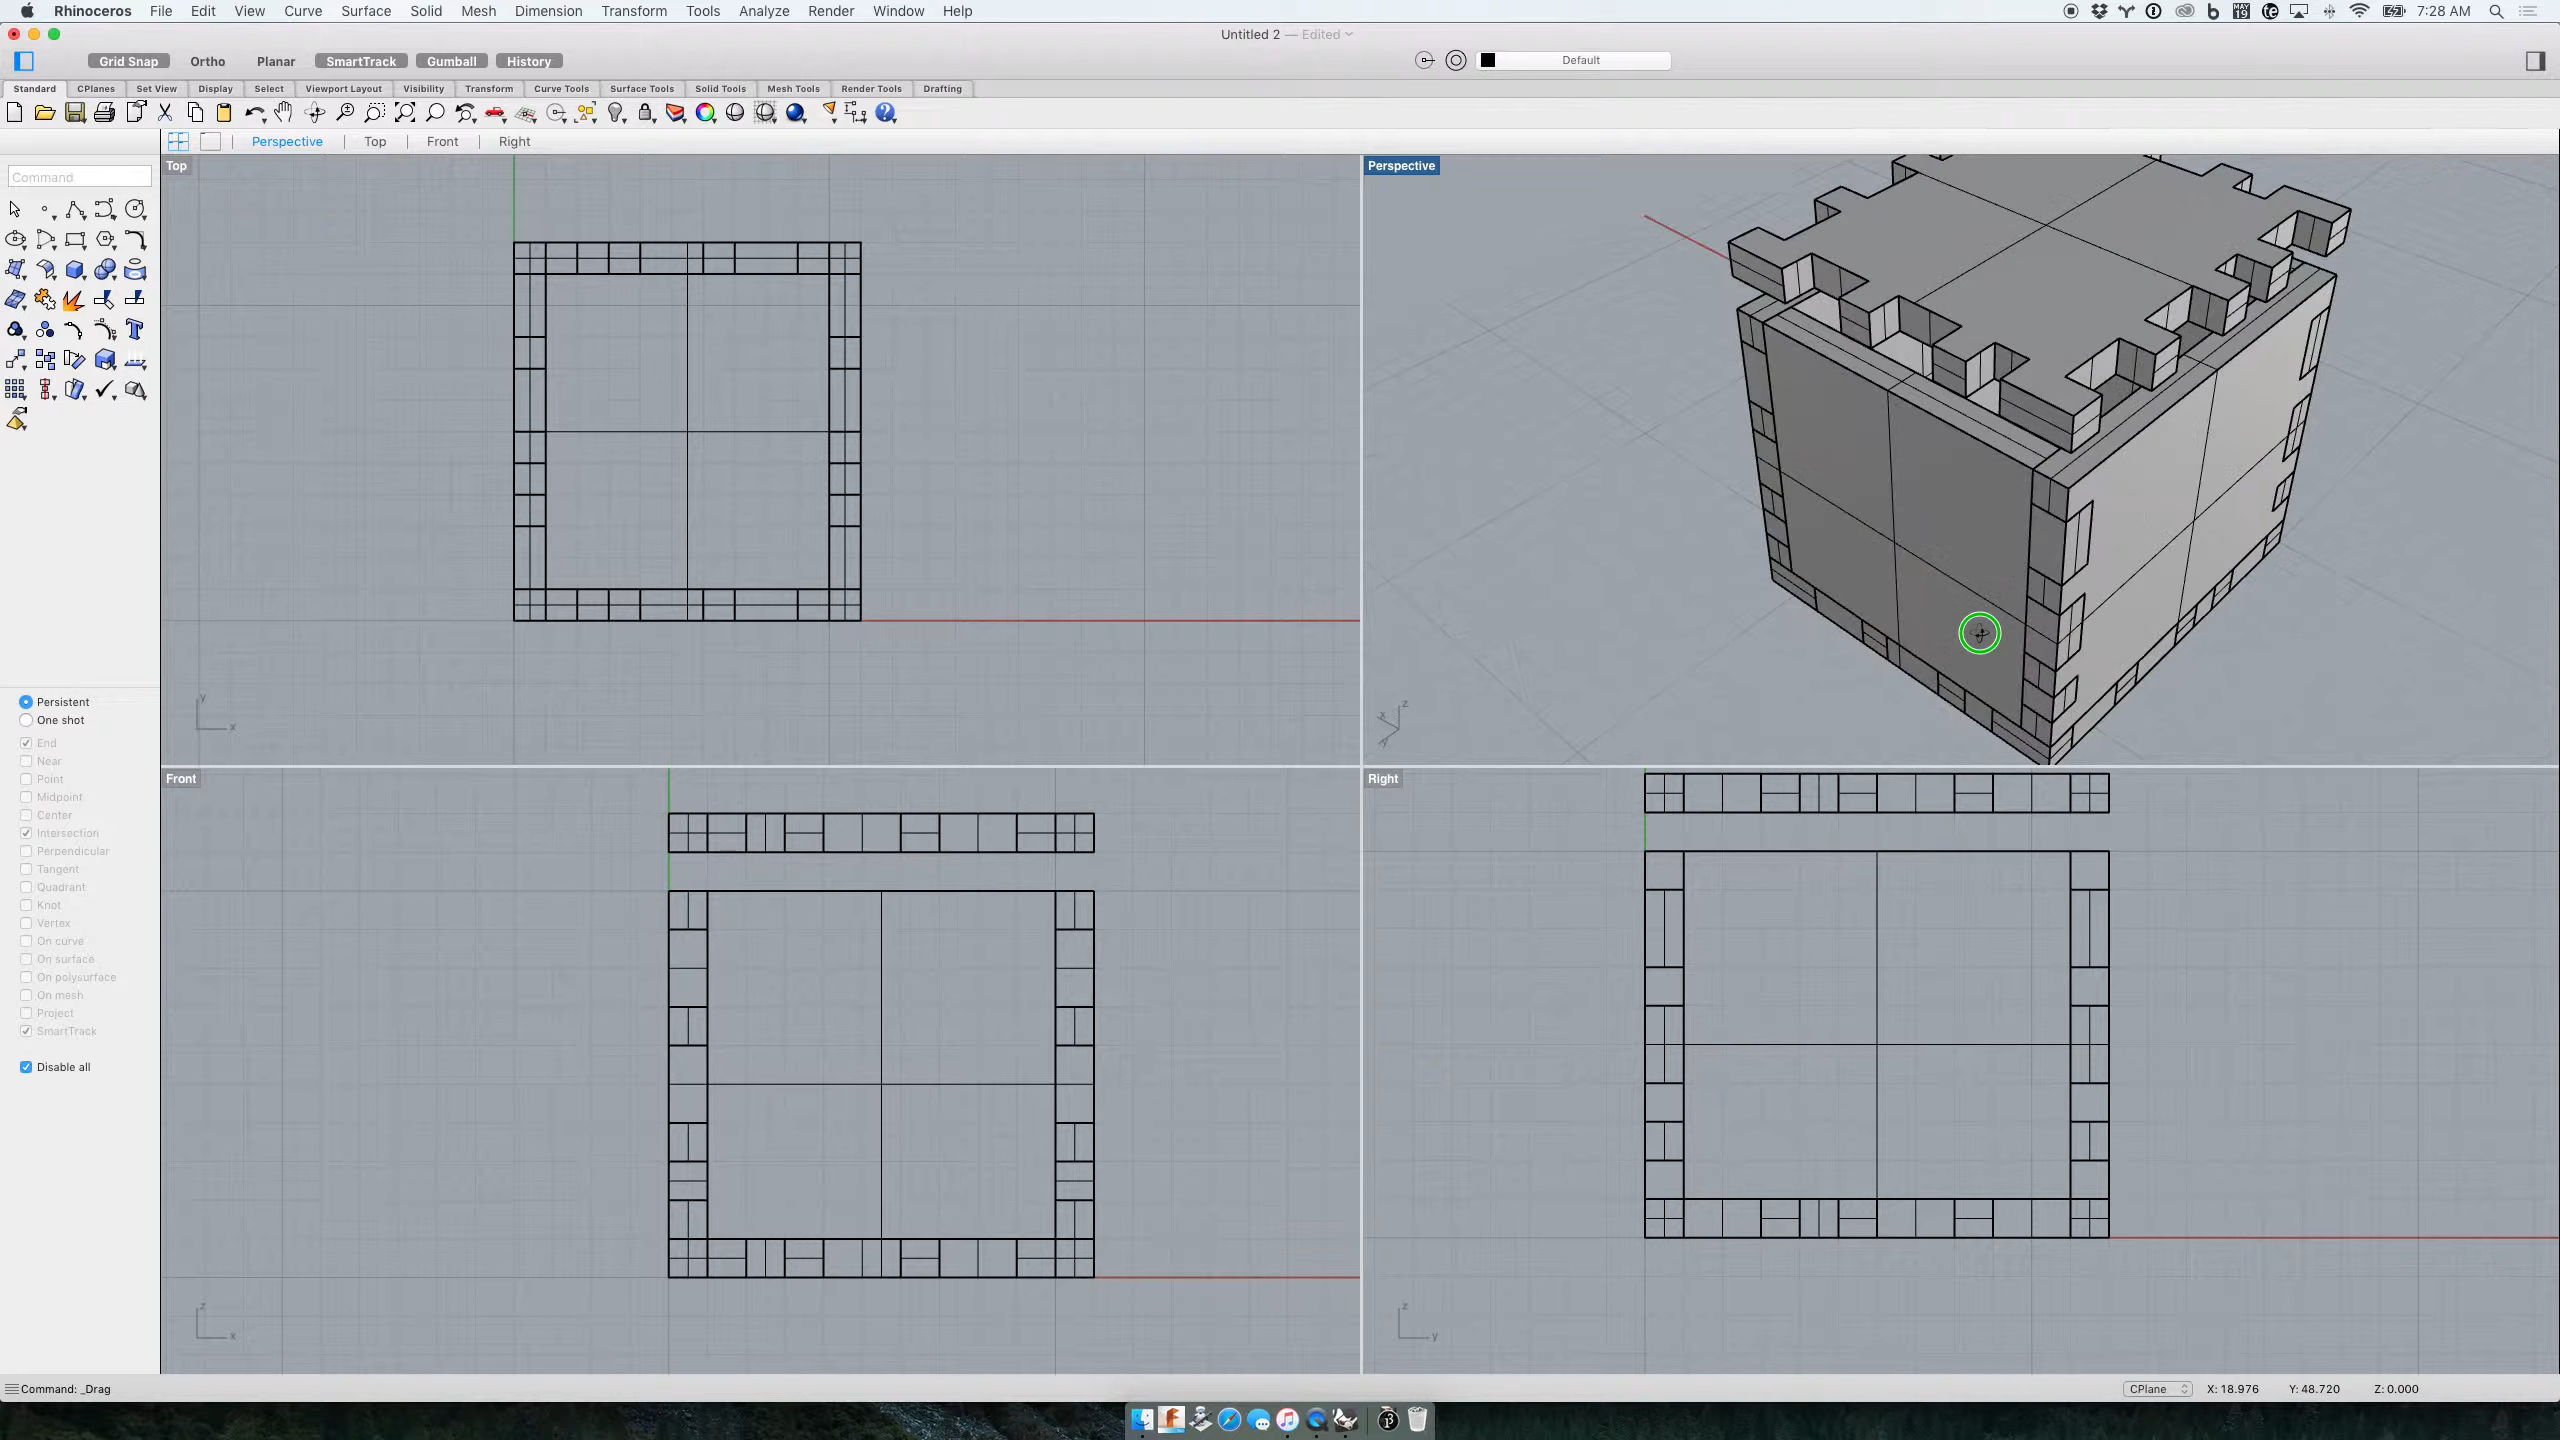 Rhinoceros File Edit View Curve Surface Solid Mesh Dimension Transform Tools Analyze Render Window Help MAY 19 7:28 AM
Untitled 2 — Edited
Grid Snap Ortho Planar SmartTrack Gumball History Default
Standard CPlanes Set View Display Select Viewport Layout Visibility Transform Curve Tools Surface Tools Solid Tools Mesh Tools Render Tools Drafting
Perspective Top Front Right
Command
Top
Perspective
Persistent
One shot
End
Near
Point
Midpoint
Center
Intersection
Perpendicular
Tangent
Quadrant
Knot
Vertex
On curve
On surface
On polysurface
On mesh
Project
SmartTrack
Disable all
y
x
z
x
y
Front
Right
z
x
z
y
Command: _Drag
CPlane X: 18.976 Y: 48.720 Z: 0.000